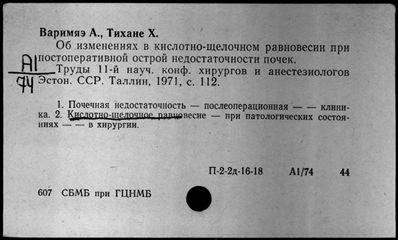 Варимяэ А., Тихане Х.
Об изменениях в кислотно-щелочном равновесии при
постоперативной острой недостаточности почек.
А1
74
Труды 11-й науч. конф. хирургов и анестезиологов
Эстон. ССР. Таллин, 1971, с. 112.
1. Почечная недостаточность — послеоперационная — — клини-
ка. 2. Кислотно-щелочное равновесие — при патологических состоя-
ниях — — в хирургии.
П-2-2д-16-18 А1/74 44
607 СБМБ при ГЦНМБ